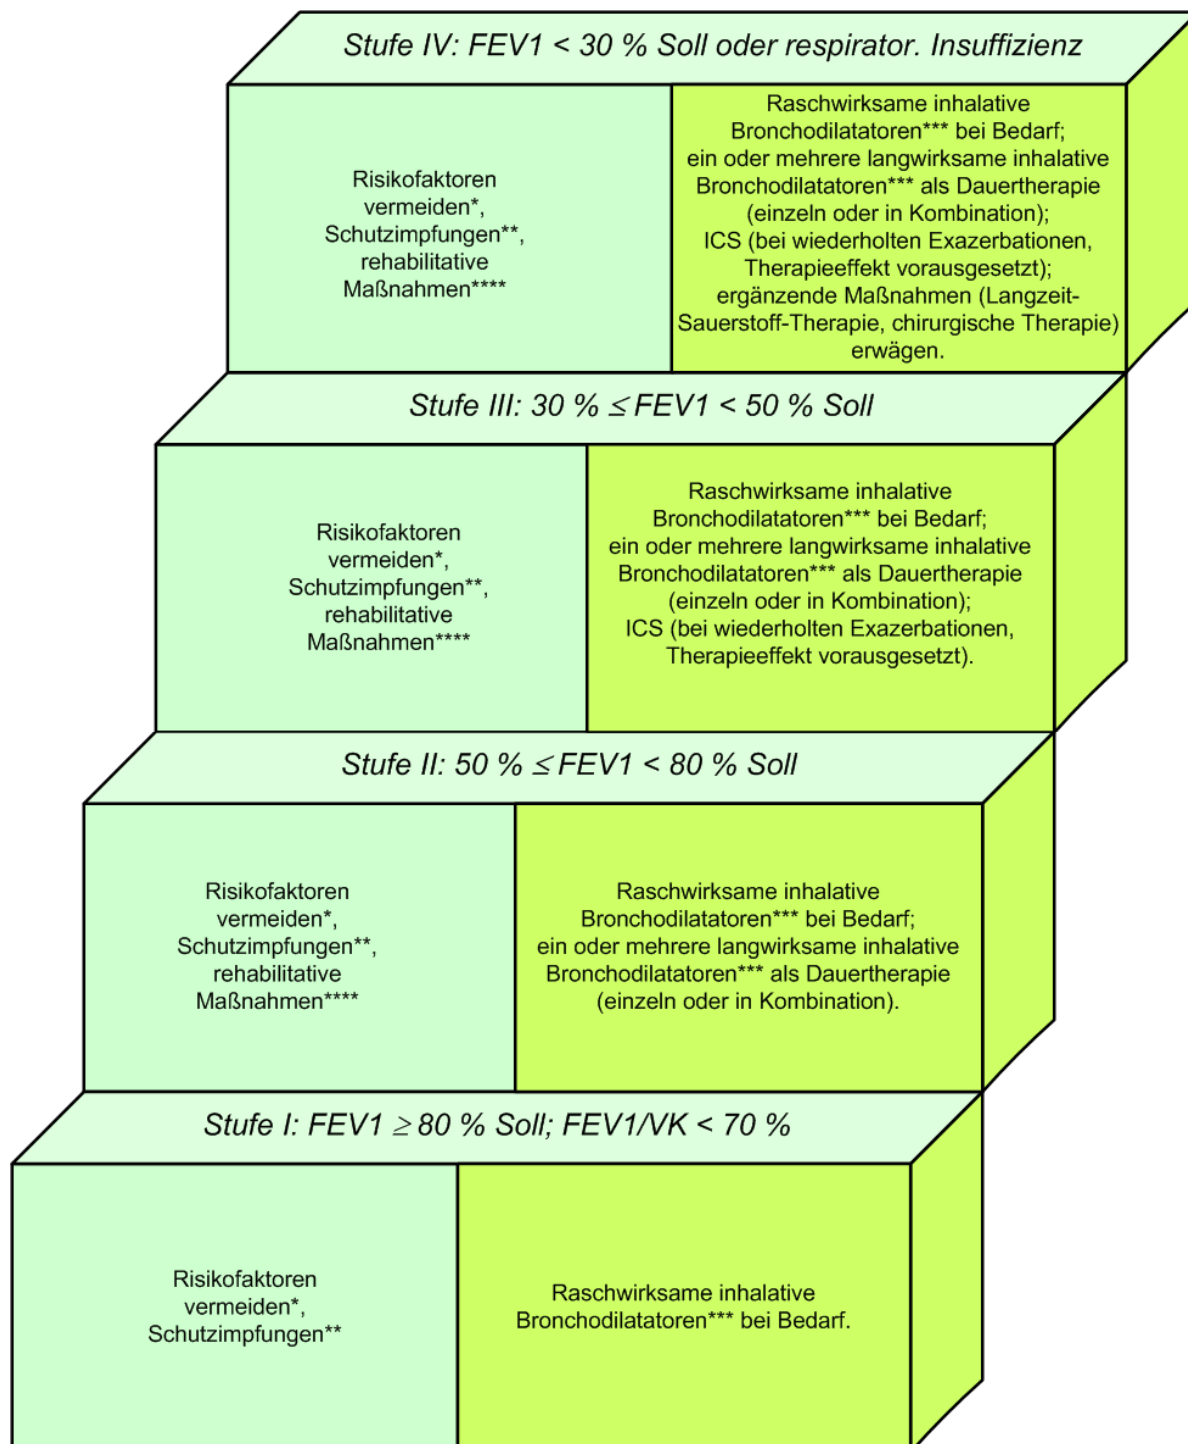 Stufe IV: FEV1 < 30 % Soll oder respirator. Insuffizienz
Risikofaktoren
vermeiden*,
Schutzimpfungen**,
rehabilitative
Maßnahmen****
Raschwirksame inhalative
Bronchodilatatoren*** bei Bedarf;
ein oder mehrere langwirksame inhalative
Bronchodilatatoren*** als Dauertherapie
(einzeln oder in Kombination);
ICS (bei wiederholten Exazerbationen,
Therapieeffekt vorausgesetzt);
ergänzende Maßnahmen (Langzeit-
Sauerstoff-Therapie, chirurgische Therapie)
erwägen.
Stufe III: 30 % ≤ FEV1 < 50 % Soll
Risikofaktoren
vermeiden*,
Schutzimpfungen**,
rehabilitative
Maßnahmen****
Raschwirksame inhalative
Bronchodilatatoren*** bei Bedarf;
ein oder mehrere langwirksame inhalative
Bronchodilatatoren*** als Dauertherapie
(einzeln oder in Kombination);
ICS (bei wiederholten Exazerbationen,
Therapieeffekt vorausgesetzt).
Stufe II: 50 % ≤ FEV1 < 80 % Soll
Risikofaktoren
vermeiden*,
Schutzimpfungen**,
rehabilitative
Maßnahmen****
Raschwirksame inhalative
Bronchodilatatoren*** bei Bedarf;
ein oder mehrere langwirksame inhalative
Bronchodilatatoren*** als Dauertherapie
(einzeln oder in Kombination).
Stufe I: FEV1 ≥ 80 % Soll; FEV1/VK < 70 %
Risikofaktoren
vermeiden*,
Schutzimpfungen**
Raschwirksame inhalative
Bronchodilatatoren*** bei Bedarf.